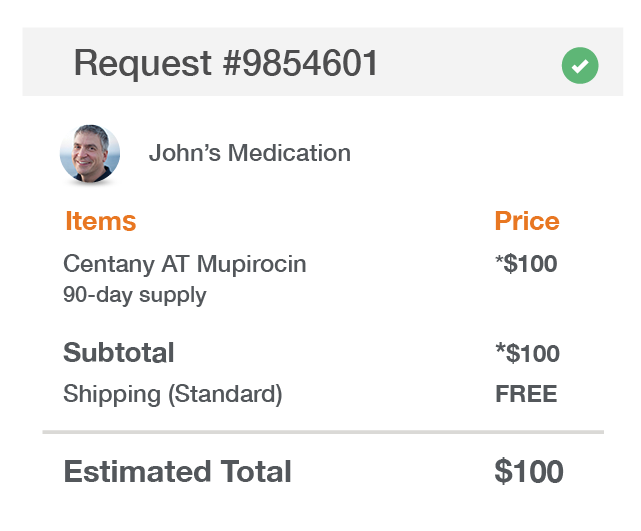 Request #9854601
John’s Medication
Items Price
Centany AT Mupirocin *$100
90-day supply
Subtotal *$100
Shipping (Standard) FREE
Estimated Total $100